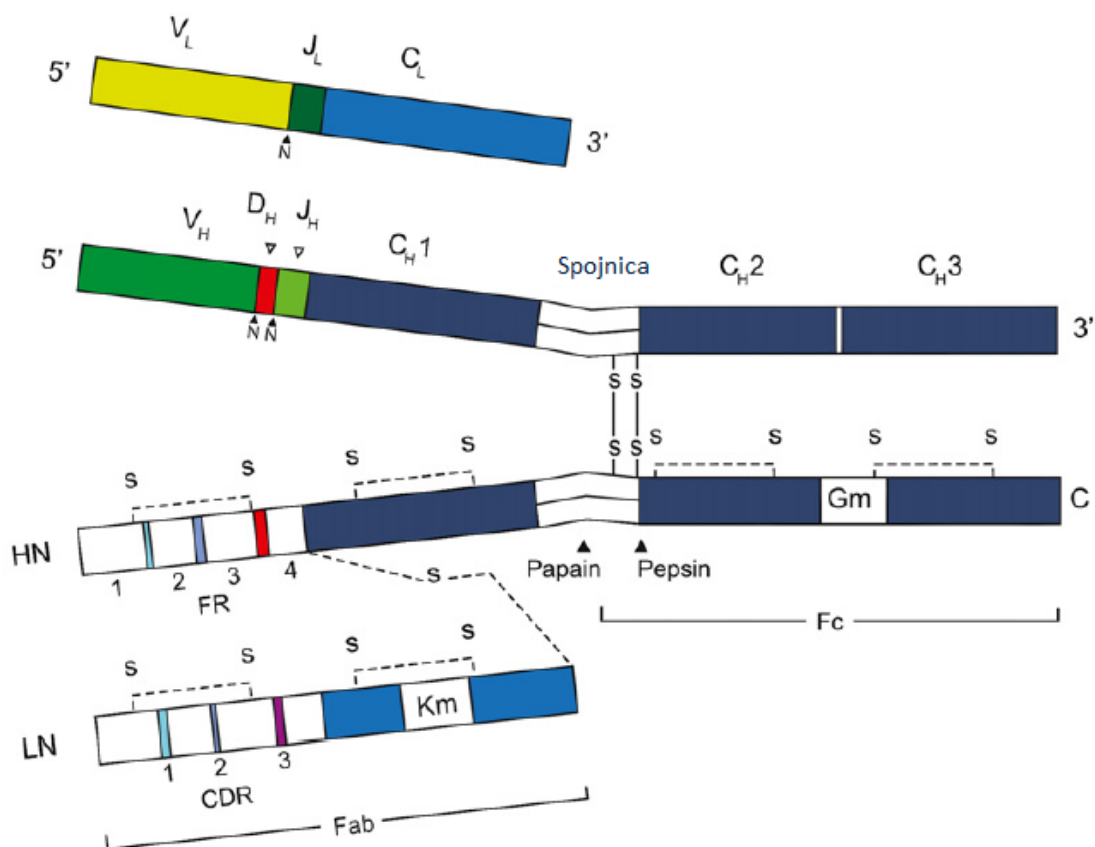 V_L J_L C_L
5' 3'
N
D_H J_H
V_H C_H1 Spojnica C_H2 C_H3
5' 3'
N N
S S
S S
S S S S
S S S S
Gm C
HN
1 2 3 4
FR
Papain Pepsin
S
Fc
S S S S
Km
LN
1 2 3
CDR
Fab